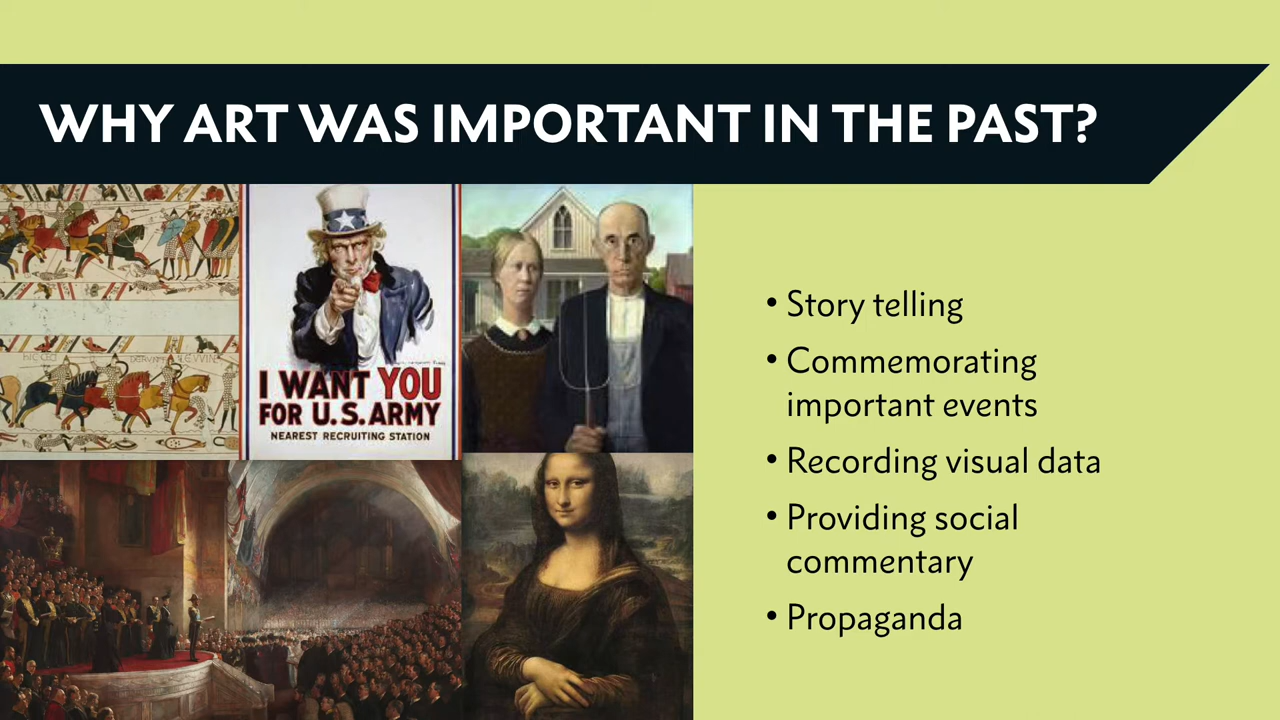 WHY ART WAS IMPORTANT IN THE PAST?
I WANT YOU
FOR U.S. ARMY
NEAREST RECRUITING STATION
• Story telling
• Commemorating
important events
• Recording visual data
• Providing social
commentary
• Propaganda